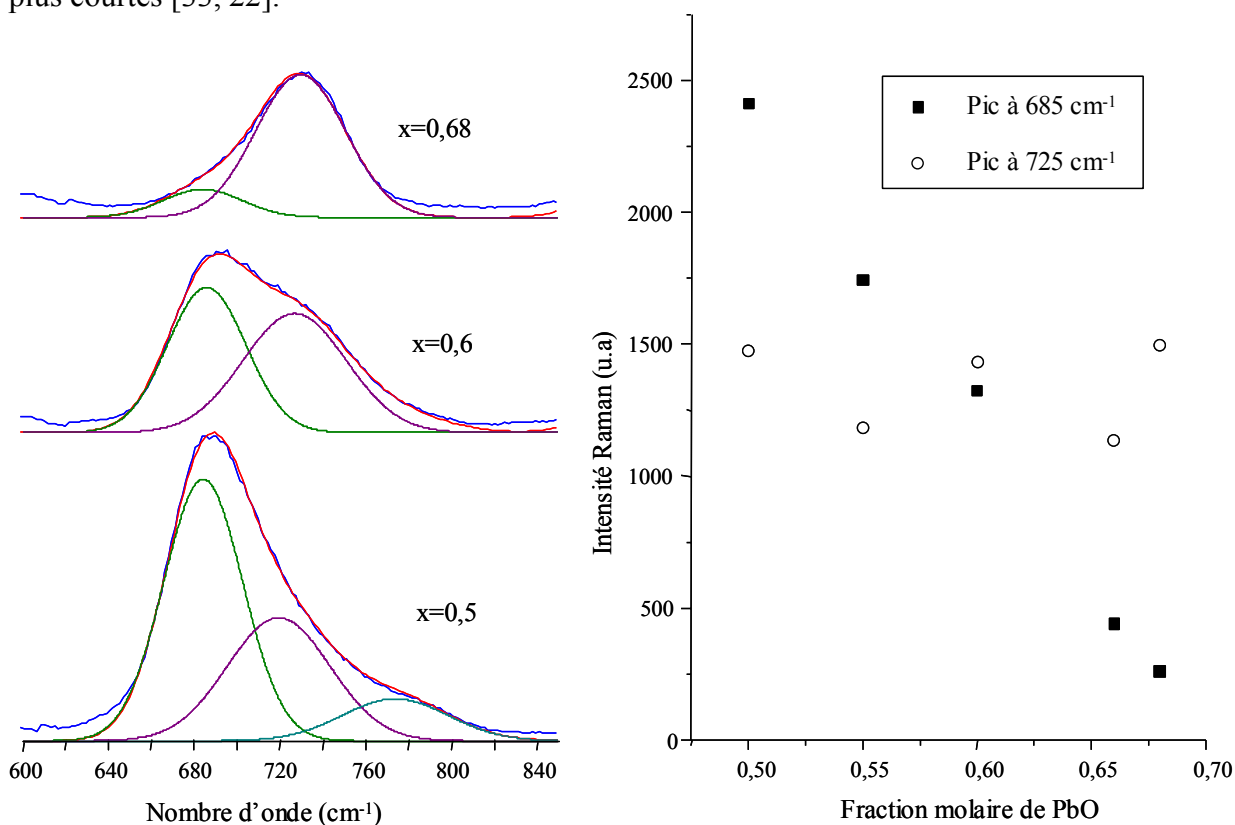 plus courtes [33, 22].
x=0,68
x=0,6
x=0,5
600 640 680 720 760 800 840
Nombre d'onde (cm-1)
Pic à 685 cm-1
Pic à 725 cm-1
2500
2000
1500
1000
500
0
Intensité Raman (u.a)
0,50 0,55 0,60 0,65 0,70
Fraction molaire de PbO